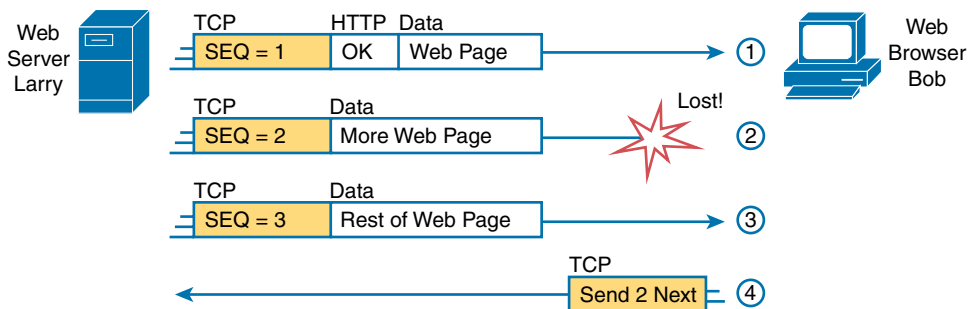 Web
Server
Larry
TCP HTTP Data
SEQ = 1 OK Web Page
1
Web
Browser
Bob
TCP Data
SEQ = 2 More Web Page
Lost!
2
TCP Data
SEQ = 3 Rest of Web Page
3
TCP
Send 2 Next
4